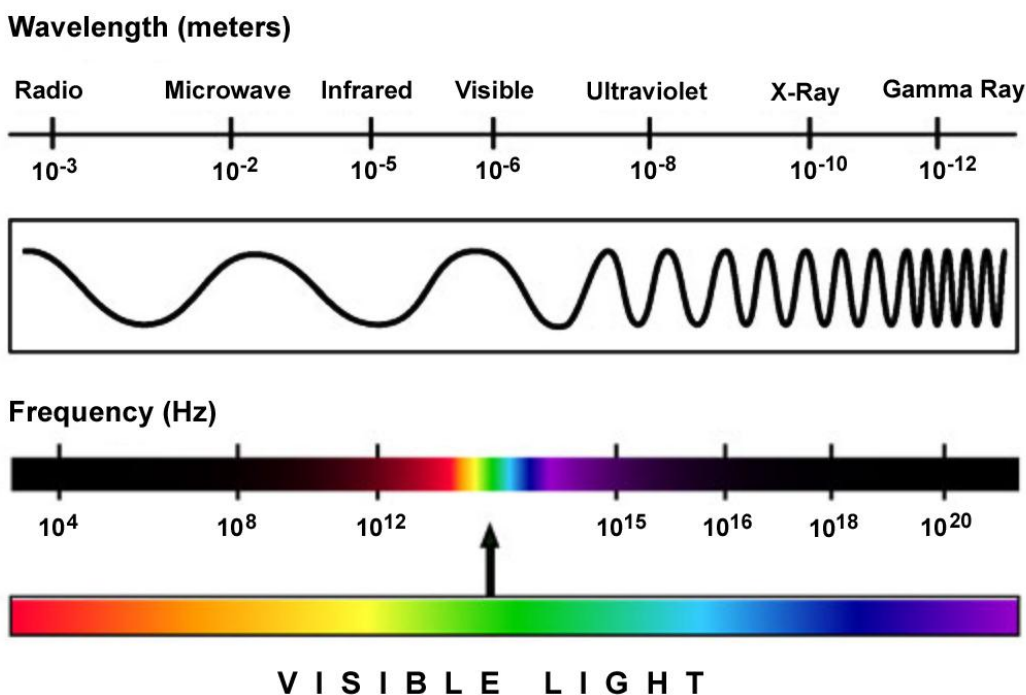 Wavelength (meters)
Radio Microwave Infrared Visible Ultraviolet X-Ray Gamma Ray
10⁻³ 10⁻² 10⁻⁵ 10⁻⁶ 10⁻⁸ 10⁻¹⁰ 10⁻¹²
Frequency (Hz)
10⁴ 10⁸ 10¹² 10¹⁵ 10¹⁶ 10¹⁸ 10²⁰
VISIBLE LIGHT